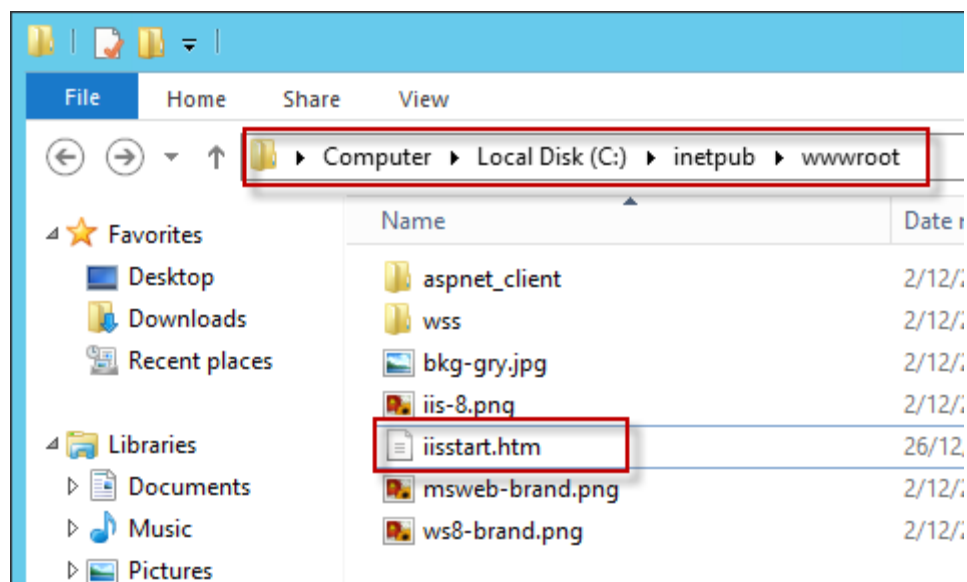 File Home Share View
Computer Local Disk (C:) inetpub wwwroot
Name Date
Favorites
Desktop
Downloads
Recent places
Libraries
Documents
Music
Pictures
aspnet_client 2/12/
wss 2/12/
bkg-gry.jpg 2/12/
iis-8.png 2/12/
iisstart.htm 26/12
msweb-brand.png 2/12/
ws8-brand.png 2/12/